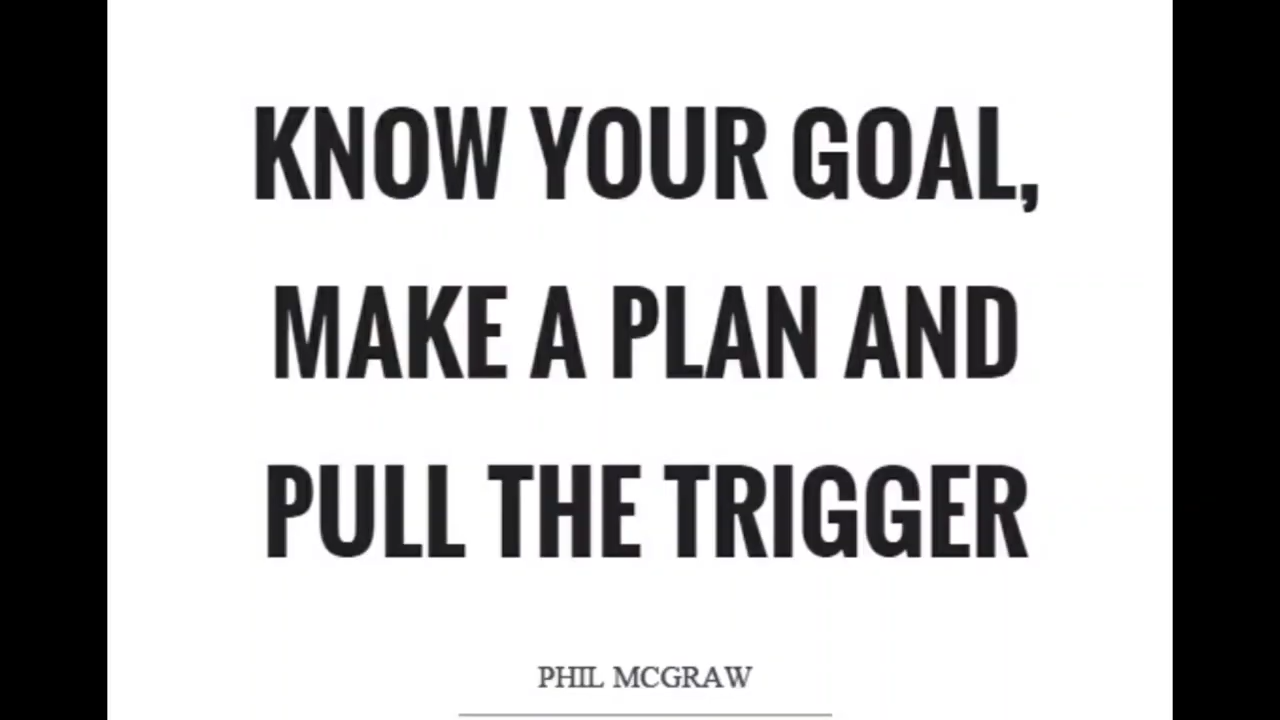 KNOW YOUR GOAL,
MAKE A PLAN AND
PULL THE TRIGGER
PHIL MCGRAW